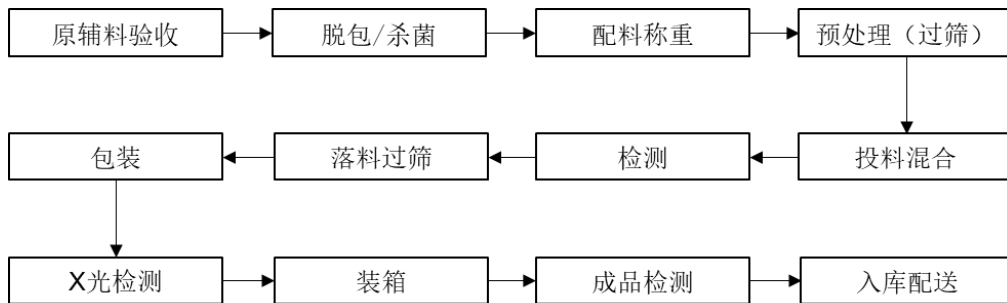 原辅料验收
脱包/杀菌
配料称重
预处理（过筛）
投料混合
检测
落料过筛
包装
X光检测
装箱
成品检测
入库配送